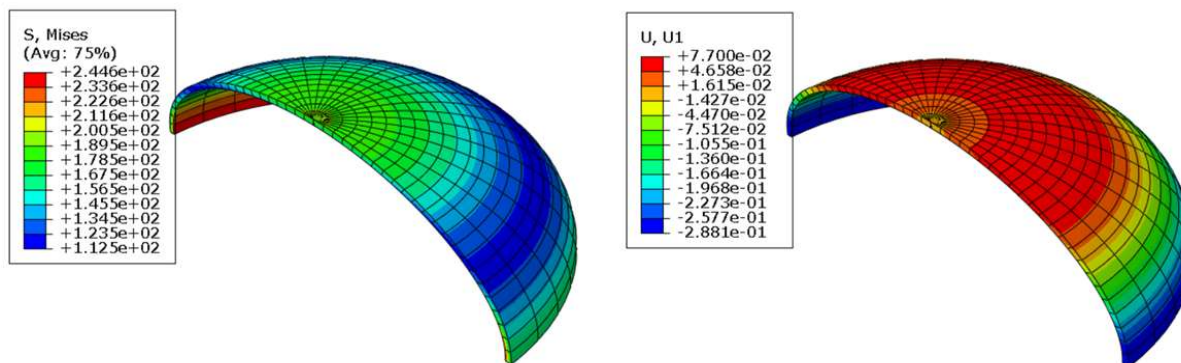 S, Mises
(Avg: 75%)
+2.446e+02
+2.336e+02
+2.226e+02
+2.116e+02
+2.005e+02
+1.895e+02
+1.785e+02
+1.675e+02
+1.565e+02
+1.455e+02
+1.345e+02
+1.235e+02
+1.125e+02
U, U1
+7.700e-02
+4.658e-02
+1.615e-02
-1.427e-02
-4.470e-02
-7.512e-02
-1.055e-01
-1.360e-01
-1.664e-01
-1.968e-01
-2.273e-01
-2.577e-01
-2.881e-01